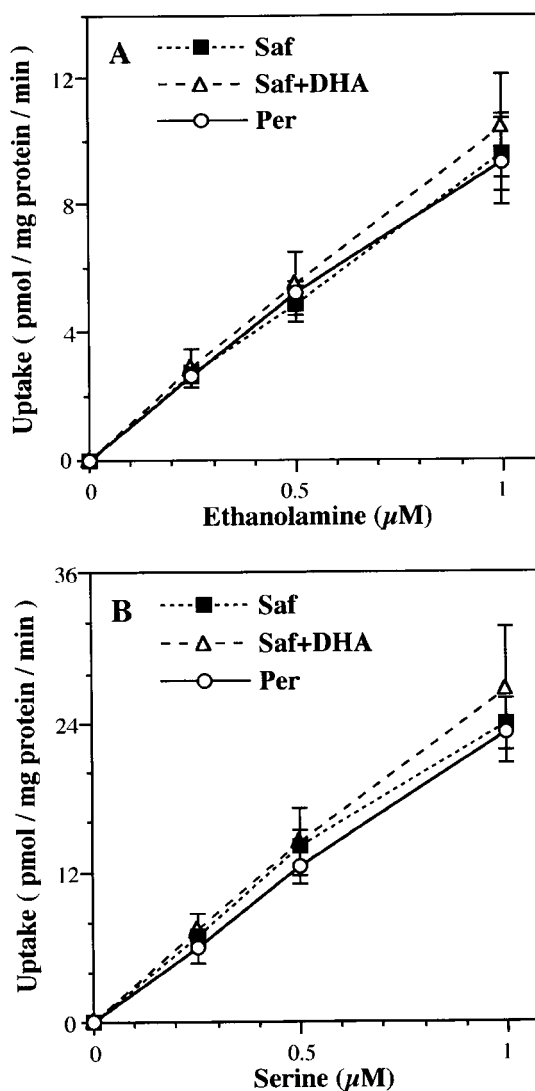 A
Saf
Saf+DHA
Per
12
8
4
0
Uptake ( pmol / mg protein / min)
0
0.5
1
Ethanolamine (µM)
B
Saf
Saf+DHA
Per
36
24
12
0
Uptake ( pmol / mg protein / min)
0
0.5
1
Serine (µM)